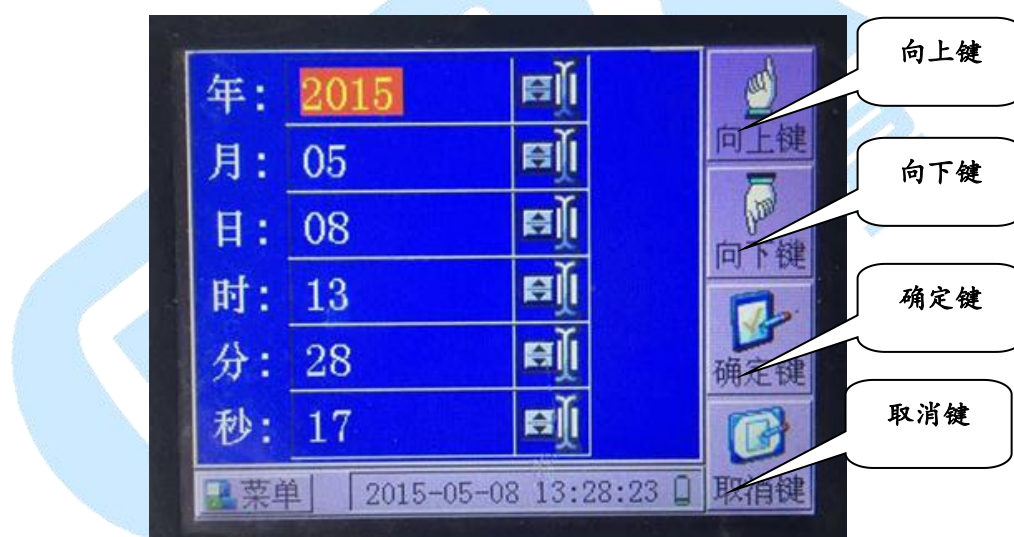 年： 2015
月： 05
日： 08
时： 13
分： 28
秒： 17
菜单 2015-05-08 13:28:23
向上键
向下键
确定键
取消键
向上键
向下键
确定键
取消键